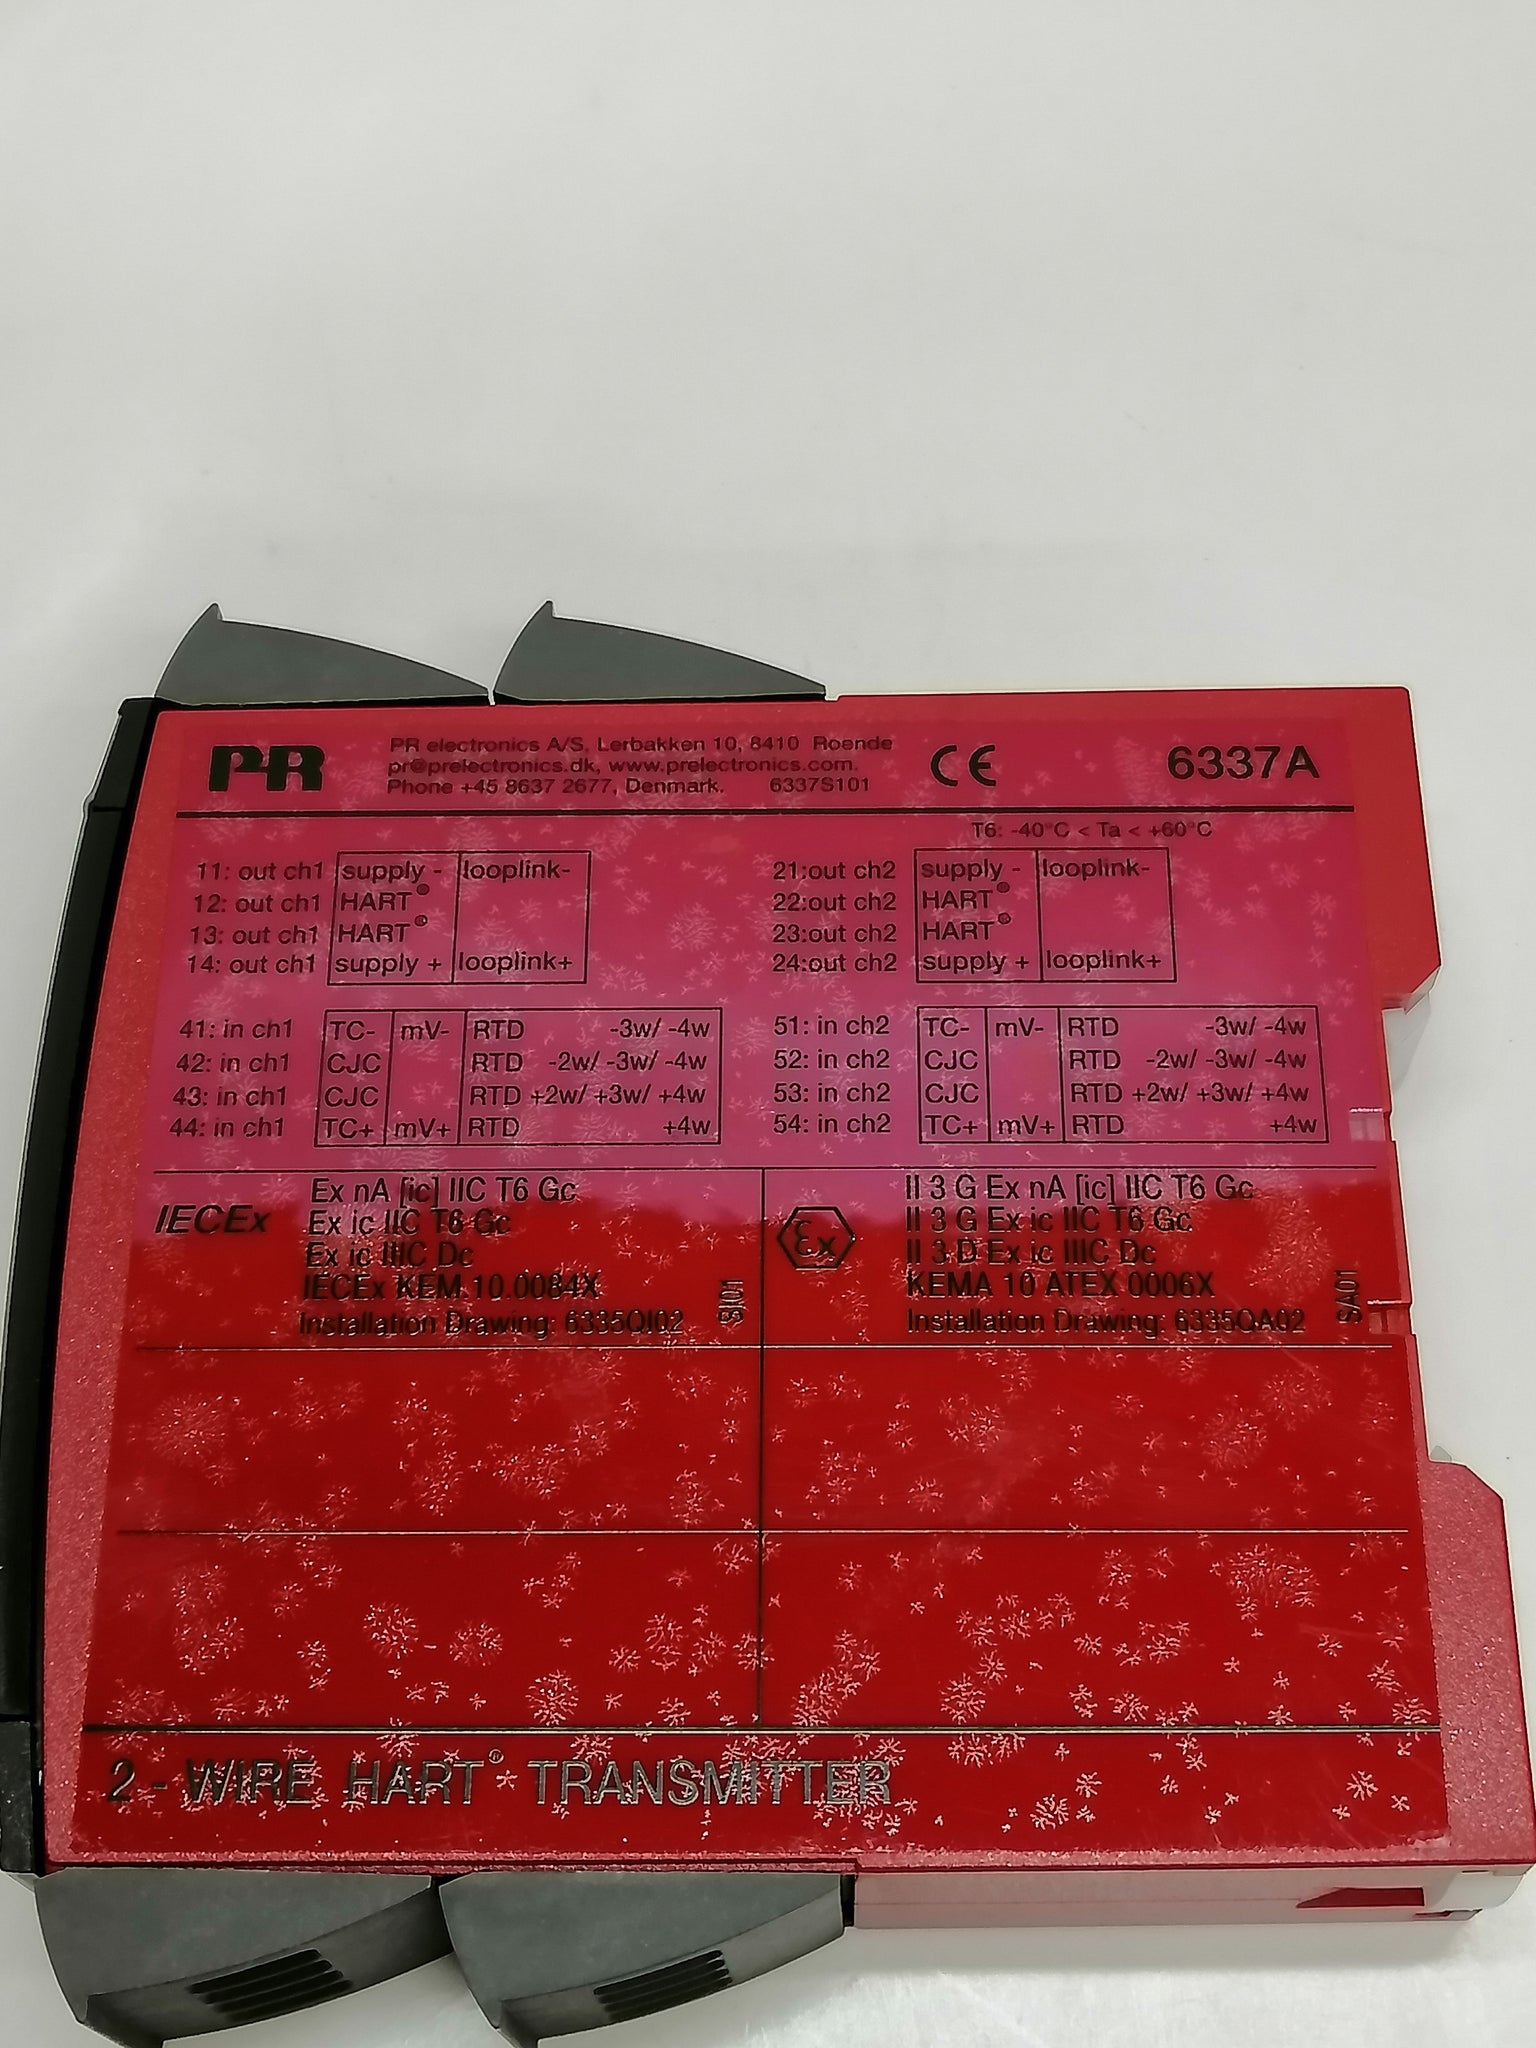 PR
PR electronics A/S, Lerbakken 10, 8410 Roende
pr@prelectronics.dk, www.prelectronics.com.
Phone +45 8637 2677, Denmark. 6337S101
CE
6337A
T6: -40°C < Ta < +60°C
11: out ch1 supply - looplink-
12: out ch1 HART®
13: out ch1 HART®
14: out ch1 supply + looplink+
21:out ch2 supply - looplink-
22:out ch2 HART®
23:out ch2 HART®
24:out ch2 supply + looplink+
41: in ch1 TC- mV- RTD -3w/ -4w
42: in ch1 CJC RTD -2w/ -3w/ -4w
43: in ch1 CJC RTD +2w/ +3w/ +4w
44: in ch1 TC+ mV+ RTD +4w
51: in ch2 TC- mV- RTD -3w/ -4w
52: in ch2 CJC RTD -2w/ -3w/ -4w
53: in ch2 CJC RTD +2w/ +3w/ +4w
54: in ch2 TC+ mV+ RTD +4w
IECEx
Ex nA [ic] IIC T6 Gc
Ex ic IIC T6 Gc
Ex ic IIIC Dc
IECEx KEM 10.0084X
Installation Drawing: 6335QI02
SI01
Ex
II 3 G Ex nA [ic] IIC T6 Gc
II 3 G Ex ic IIC T6 Gc
II 3 D Ex ic IIIC Dc
KEMA 10 ATEX 0006X
Installation Drawing: 6335QA02
SA01
2 - WIRE HART® TRANSMITTER